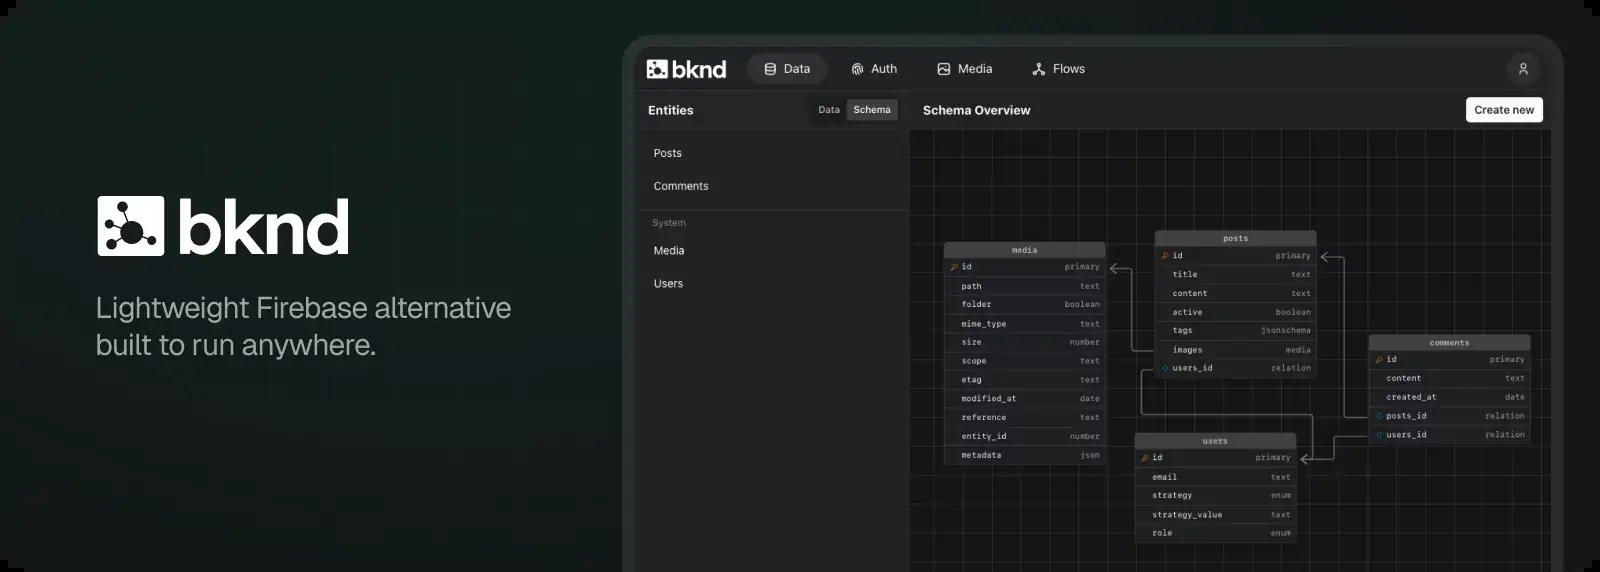 bknd
Lightweight Firebase alternative
built to run anywhere.
bknd
Data
Auth
Media
Flows
Entities
Data
Schema
Schema Overview
Create new
Posts
Comments
System
Media
Users
media
id primary
path text
folder boolean
mime_type text
size number
scope text
etag text
modified_at date
reference text
entity_id number
metadata json
posts
id primary
title text
content text
active boolean
tags jsonschema
images media
users_id relation
comments
id primary
content text
created_at date
posts_id relation
users_id relation
users
id primary
email text
strategy enum
strategy_value text
role enum